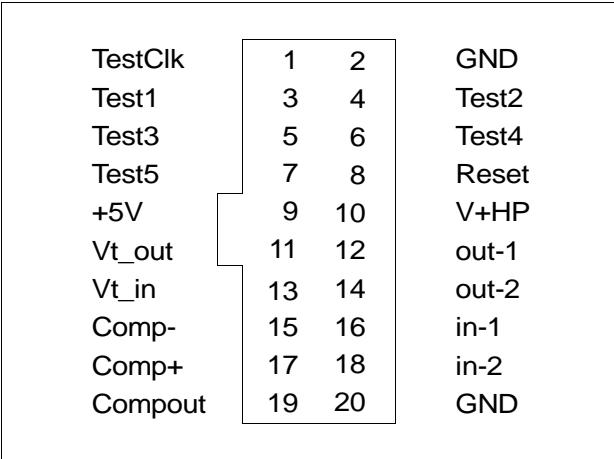 TestClk 1 2 GND
Test1 3 4 Test2
Test3 5 6 Test4
Test5 7 8 Reset
+5V 9 10 V+HP
Vt_out 11 12 out-1
Vt_in 13 14 out-2
Comp- 15 16 in-1
Comp+ 17 18 in-2
Compout 19 20 GND